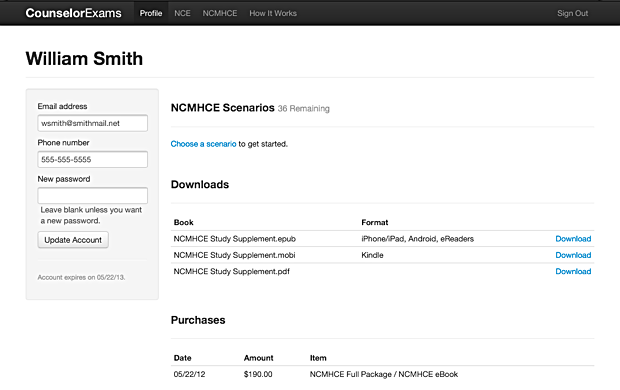 CounselorExams Profile NCE NCMHCE How It Works Sign Out
William Smith
Email address
wsmith@smithmail.net
Phone number
555-555-5555
New password
Leave blank unless you want
a new password.
Update Account
Account expires on 05/22/13.
NCMHCE Scenarios 36 Remaining
Choose a scenario to get started.
Downloads
Book Format
NCMHCE Study Supplement.epub iPhone/iPad, Android, eReaders Download
NCMHCE Study Supplement.mobi Kindle Download
NCMHCE Study Supplement.pdf Download
Purchases
Date Amount Item
05/22/12 $190.00 NCMHCE Full Package / NCMHCE eBook